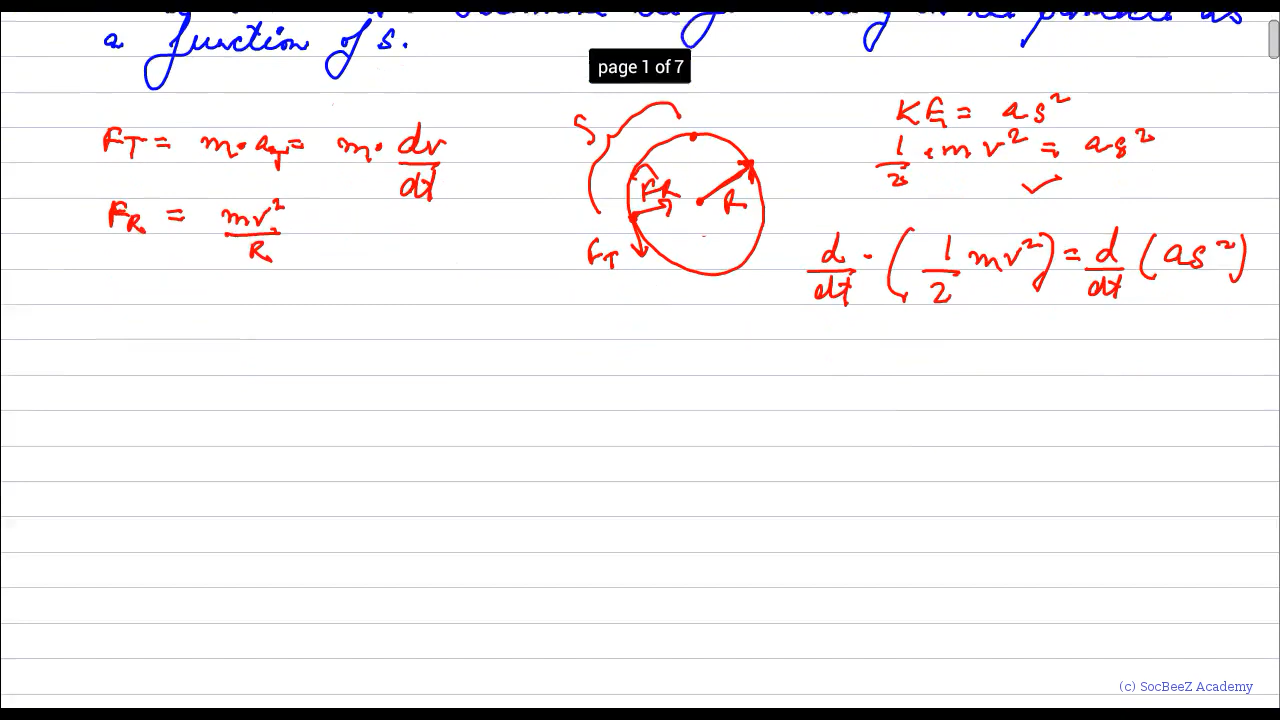 a function of s.
page 1 of 7
F_T = m · a_T = m · dv/dt
F_R = mv²/R
S
F_R
R
F_T
KE = as²
1/2 · mv² = as²
d/dt · (1/2 mv²) = d/dt (as²)
(c) SocBeeZ Academy